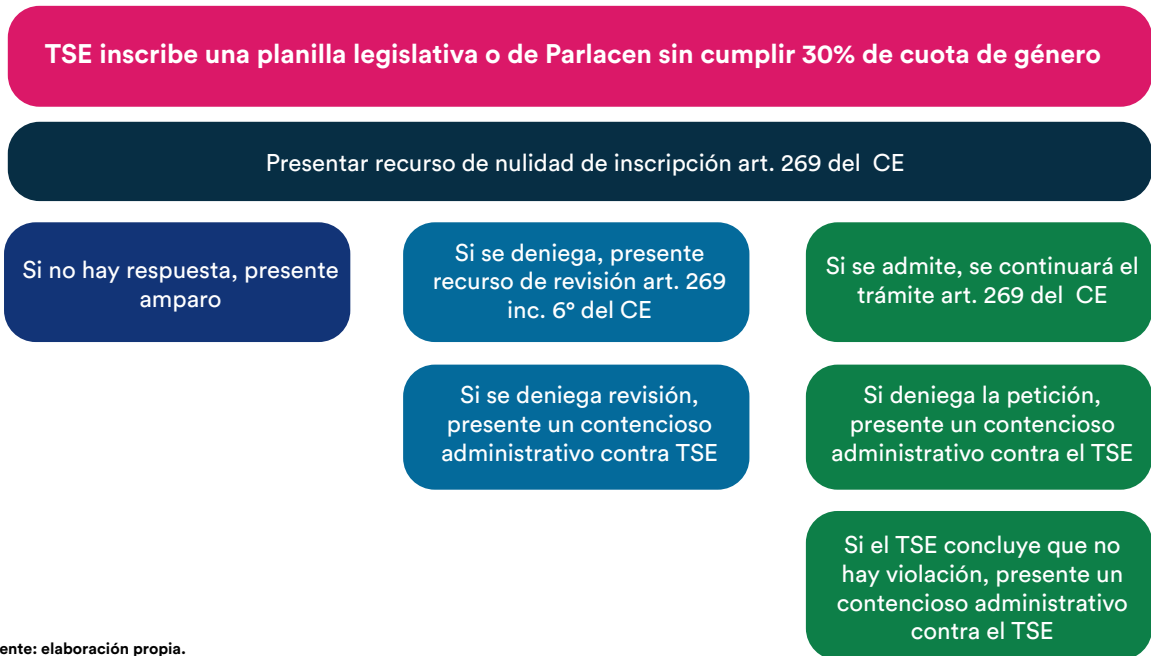 TSE inscribe una planilla legislativa o de Parlacen sin cumplir 30% de cuota de género
Presentar recurso de nulidad de inscripción art. 269 del CE
Si no hay respuesta, presente
amparo
Si se deniega, presente
recurso de revisión art. 269
inc. 6º del CE
Si se admite, se continuará el
trámite art. 269 del CE
Si se deniega revisión,
presente un contencioso
administrativo contra TSE
Si deniega la petición,
presente un contencioso
administrativo contra el TSE
Si el TSE concluye que no
hay violación, presente un
contencioso administrativo
contra el TSE
ente: elaboración propia.